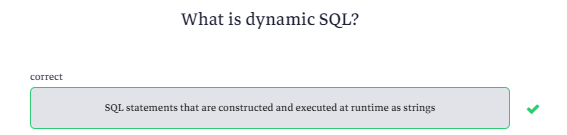 What is dynamic SQL?
correct
SQL statements that are constructed and executed at runtime as strings